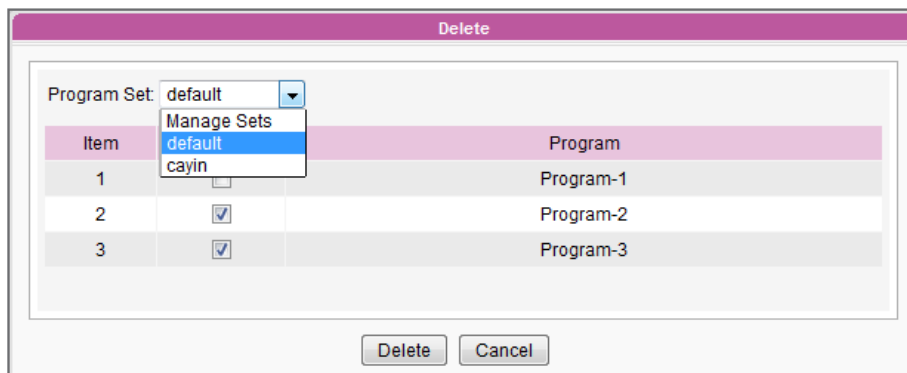 Delete
Program Set: default
Manage Sets
default
cayin
Item Program
1 Program-1
2 Program-2
3 Program-3
Delete Cancel